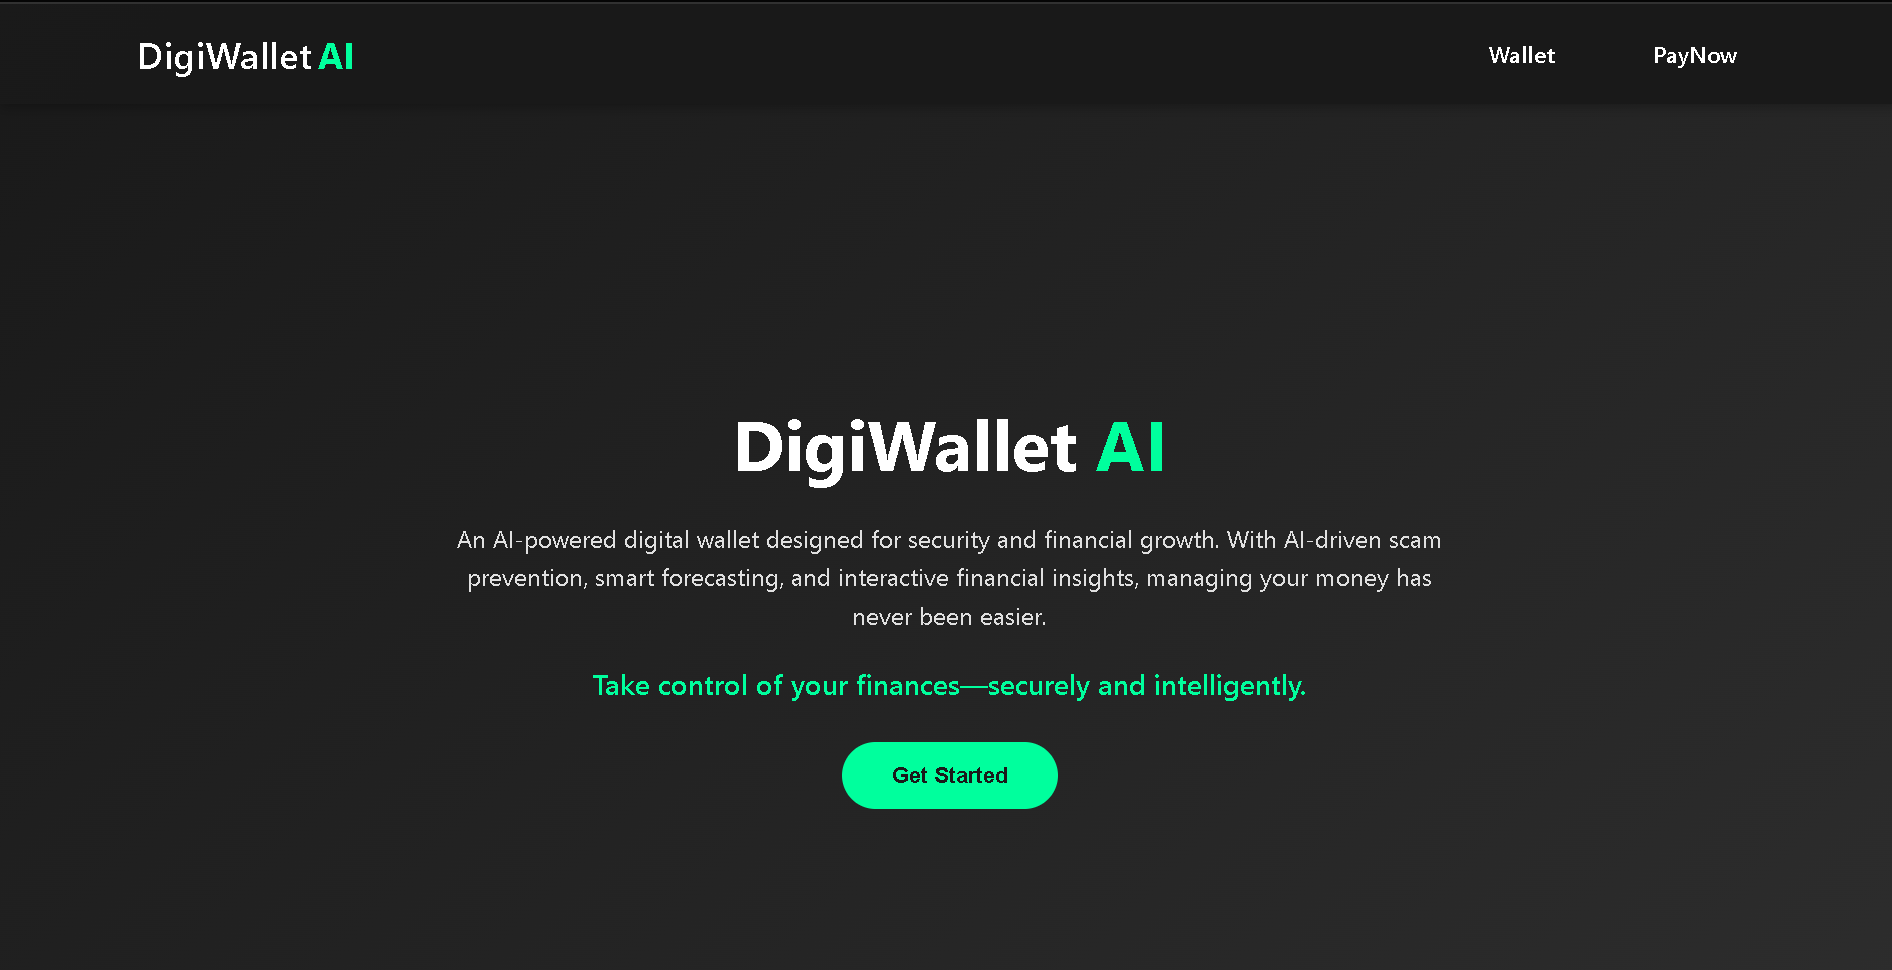 DigiWallet AI
Wallet
PayNow
DigiWallet AI
An AI-powered digital wallet designed for security and financial growth. With AI-driven scam
prevention, smart forecasting, and interactive financial insights, managing your money has
never been easier.
Take control of your finances—securely and intelligently.
Get Started